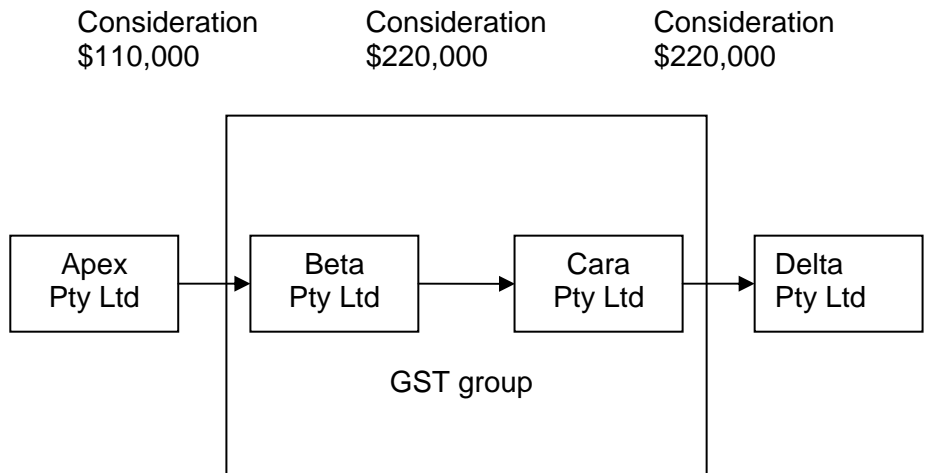 Consideration
$110,000
Consideration
$220,000
Consideration
$220,000
Apex
Pty Ltd
Beta
Pty Ltd
Cara
Pty Ltd
Delta
Pty Ltd
GST group